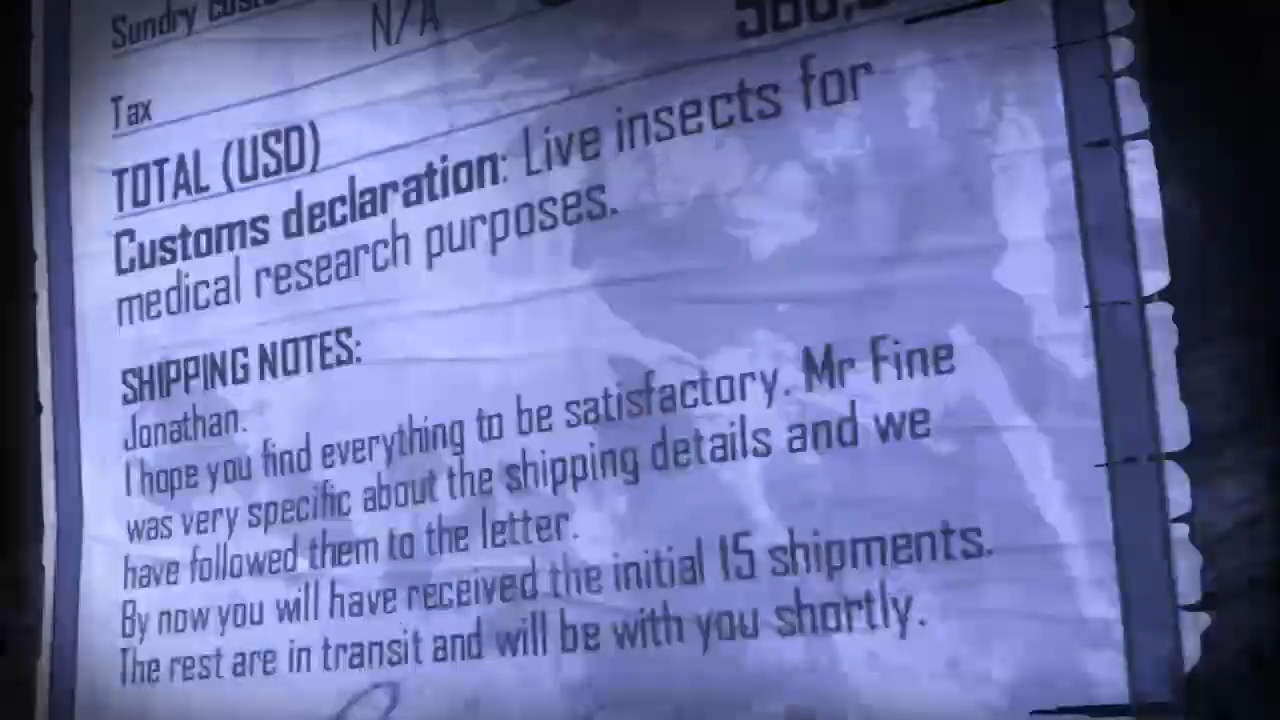 Sundry
N/A
Tax
TOTAL (USD)
Customs declaration: Live insects for
medical research purposes.
SHIPPING NOTES:
Jonathan.
I hope you find everything to be satisfactory. Mr Fine
was very specific about the shipping details and we
have followed them to the letter.
By now you will have received the initial 15 shipments.
The rest are in transit and will be with you shortly.